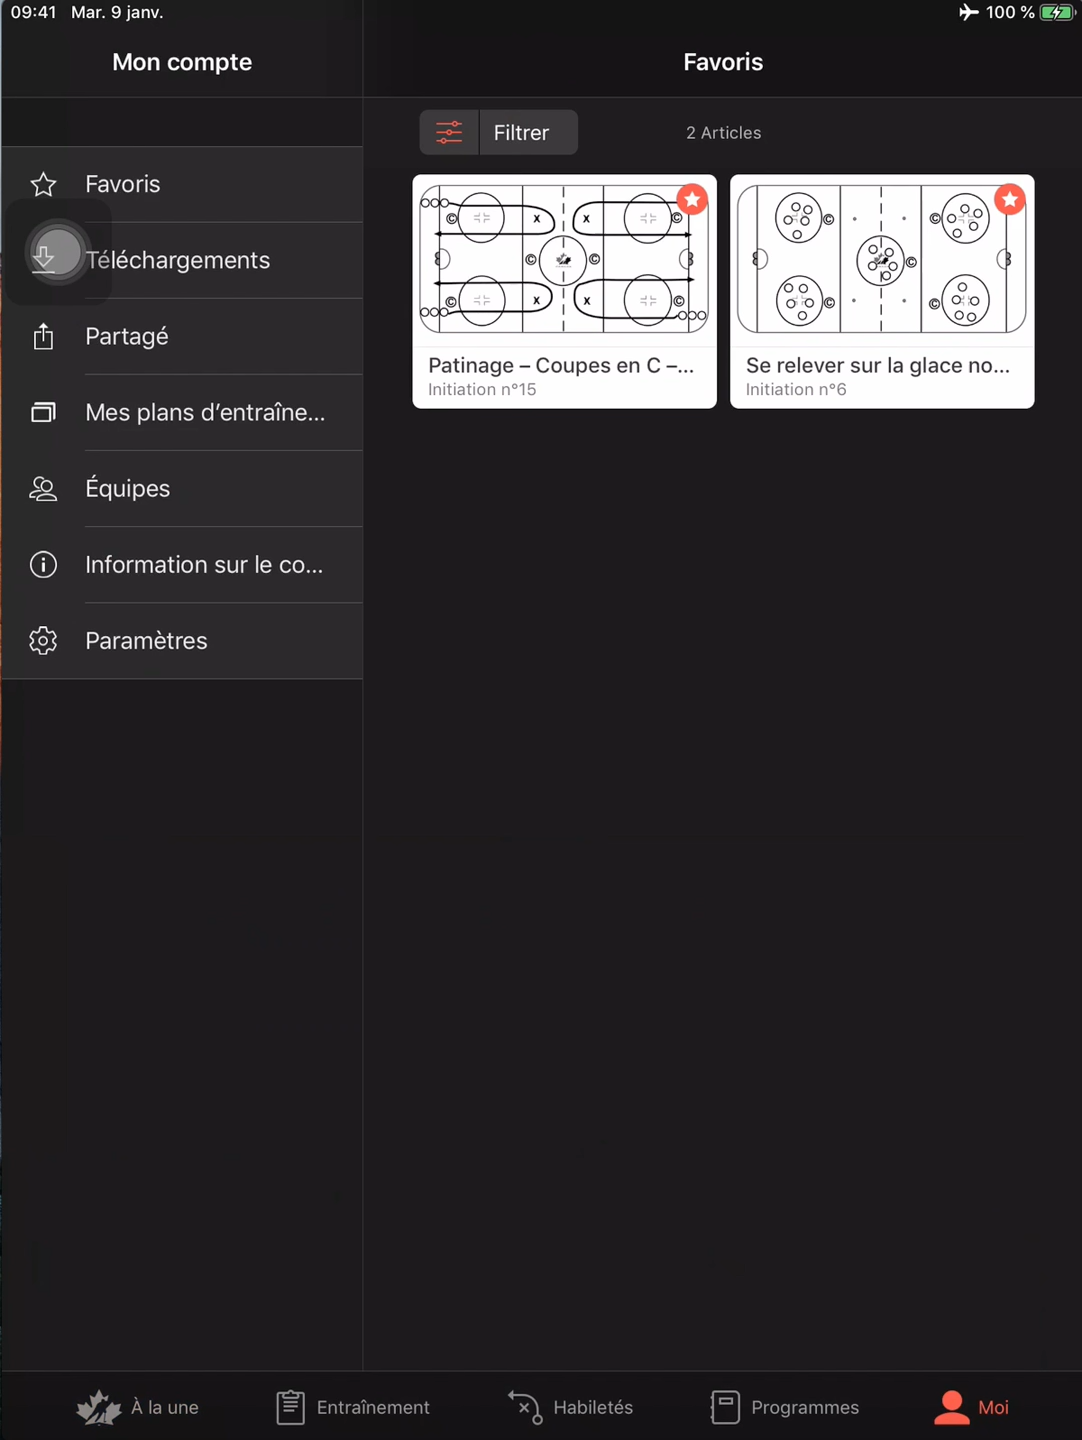 09:41 Mar. 9 janv.
100 %
Mon compte
Favoris
Filtrer
2 Articles
Favoris
Téléchargements
Partagé
Mes plans d’entraîne...
Équipes
Information sur le co...
Paramètres
Patinage – Coupes en C –...
Initiation n°15
Se relever sur la glace no...
Initiation n°6
À la une
Entraînement
Habiletés
Programmes
Moi